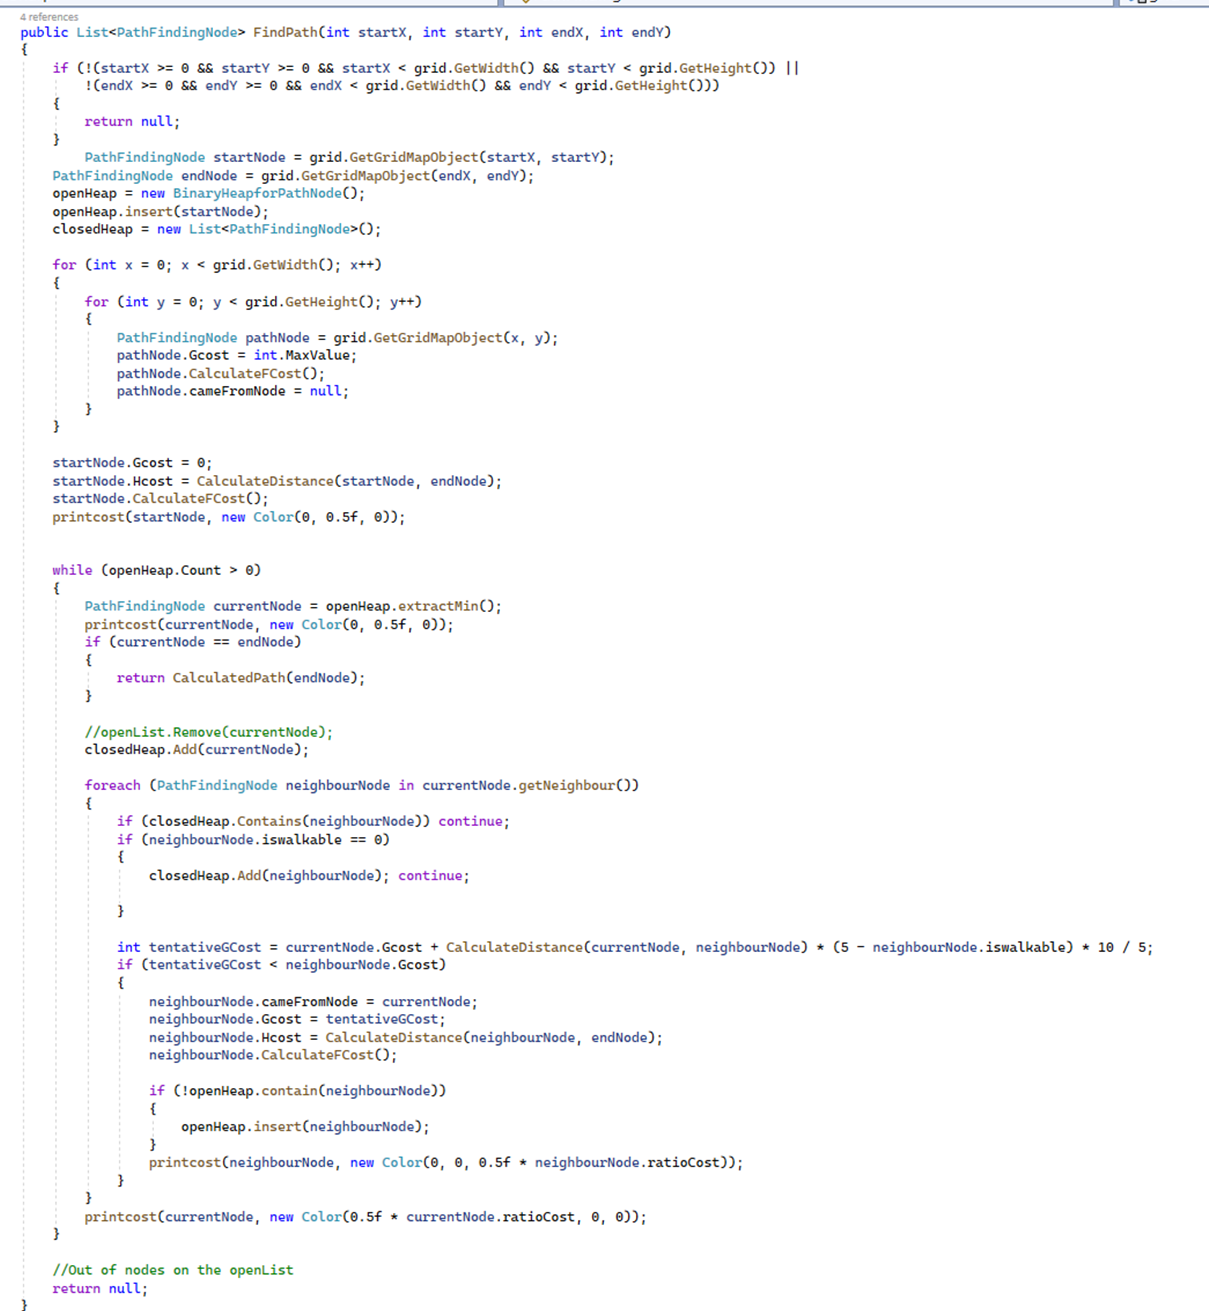 4 references
public List<PathFindingNode> FindPath(int startX, int startY, int endX, int endY)
{
    if (!(startX >= 0 && startY >= 0 && startX < grid.GetWidth() && startY < grid.GetHeight()) ||
        !(endX >= 0 && endY >= 0 && endX < grid.GetWidth() && endY < grid.GetHeight()))
    {
        return null;
    }
        PathFindingNode startNode = grid.GetGridMapObject(startX, startY);
    PathFindingNode endNode = grid.GetGridMapObject(endX, endY);
    openHeap = new BinaryHeapforPathNode();
    openHeap.insert(startNode);
    closedHeap = new List<PathFindingNode>();

    for (int x = 0; x < grid.GetWidth(); x++)
    {
        for (int y = 0; y < grid.GetHeight(); y++)
        {
            PathFindingNode pathNode = grid.GetGridMapObject(x, y);
            pathNode.Gcost = int.MaxValue;
            pathNode.CalculateFCost();
            pathNode.cameFromNode = null;
        }
    }

    startNode.Gcost = 0;
    startNode.Hcost = CalculateDistance(startNode, endNode);
    startNode.CalculateFCost();
    printcost(startNode, new Color(0, 0.5f, 0));

    while (openHeap.Count > 0)
    {
        PathFindingNode currentNode = openHeap.extractMin();
        printcost(currentNode, new Color(0, 0.5f, 0));
        if (currentNode == endNode)
        {
            return CalculatedPath(endNode);
        }

        //openList.Remove(currentNode);
        closedHeap.Add(currentNode);

        foreach (PathFindingNode neighbourNode in currentNode.getNeighbour())
        {
            if (closedHeap.Contains(neighbourNode)) continue;
            if (neighbourNode.iswalkable == 0)
            {
                closedHeap.Add(neighbourNode); continue;

            }

            int tentativeGCost = currentNode.Gcost + CalculateDistance(currentNode, neighbourNode) * (5 - neighbourNode.iswalkable) * 10 / 5;
            if (tentativeGCost < neighbourNode.Gcost)
            {
                neighbourNode.cameFromNode = currentNode;
                neighbourNode.Gcost = tentativeGCost;
                neighbourNode.Hcost = CalculateDistance(neighbourNode, endNode);
                neighbourNode.CalculateFCost();

                if (!openHeap.contain(neighbourNode))
                {
                    openHeap.insert(neighbourNode);
                }
                printcost(neighbourNode, new Color(0, 0, 0.5f * neighbourNode.ratioCost));
            }
        }
        printcost(currentNode, new Color(0.5f * currentNode.ratioCost, 0, 0));
    }

    //Out of nodes on the openList
    return null;
}